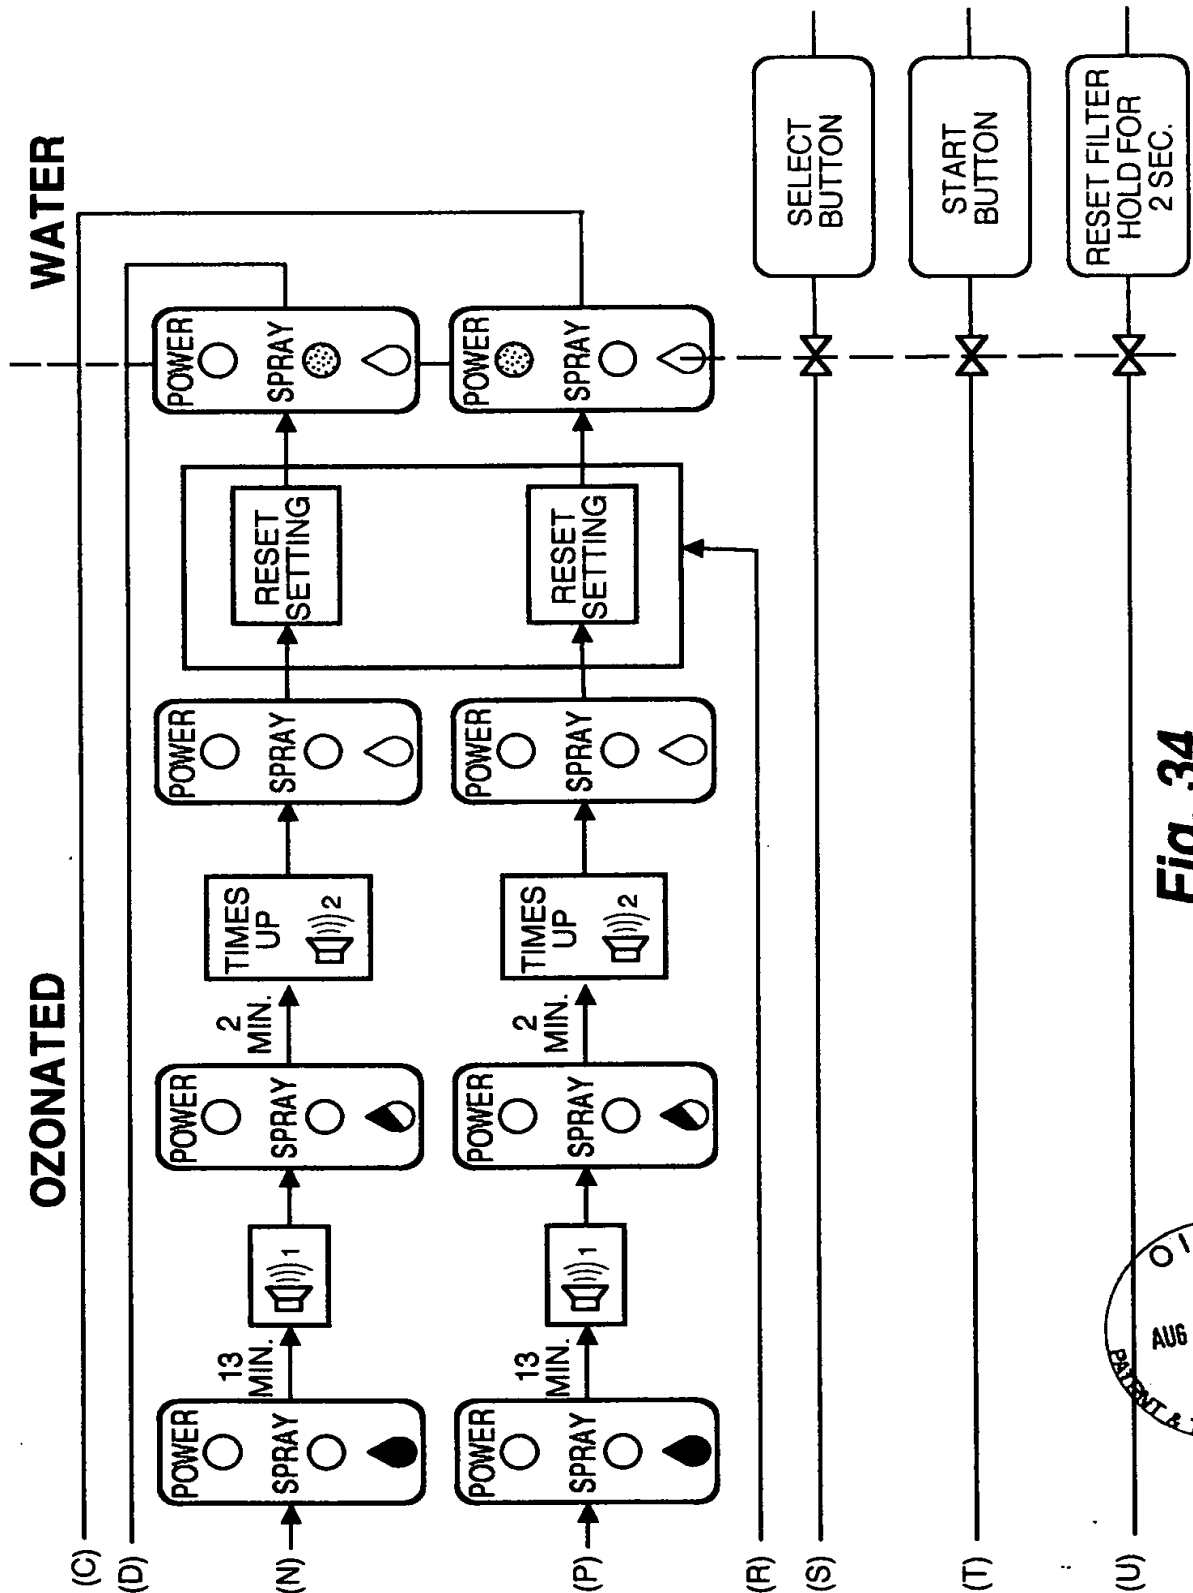 OZONATED
WATER
(C)
(D)
(N)
POWER
SPRAY
13
MIN.
1
POWER
SPRAY
2
MIN.
TIMES
UP
2
POWER
SPRAY
RESET
SETTING
POWER
SPRAY
(P)
POWER
SPRAY
13
MIN.
1
POWER
SPRAY
2
MIN.
TIMES
UP
2
POWER
SPRAY
RESET
SETTING
POWER
SPRAY
(R)
(S)
SELECT
BUTTON
(T)
START
BUTTON
(U)
RESET FILTER
HOLD FOR
2 SEC.
Fig. 34
O I
AUG
PATENT & T